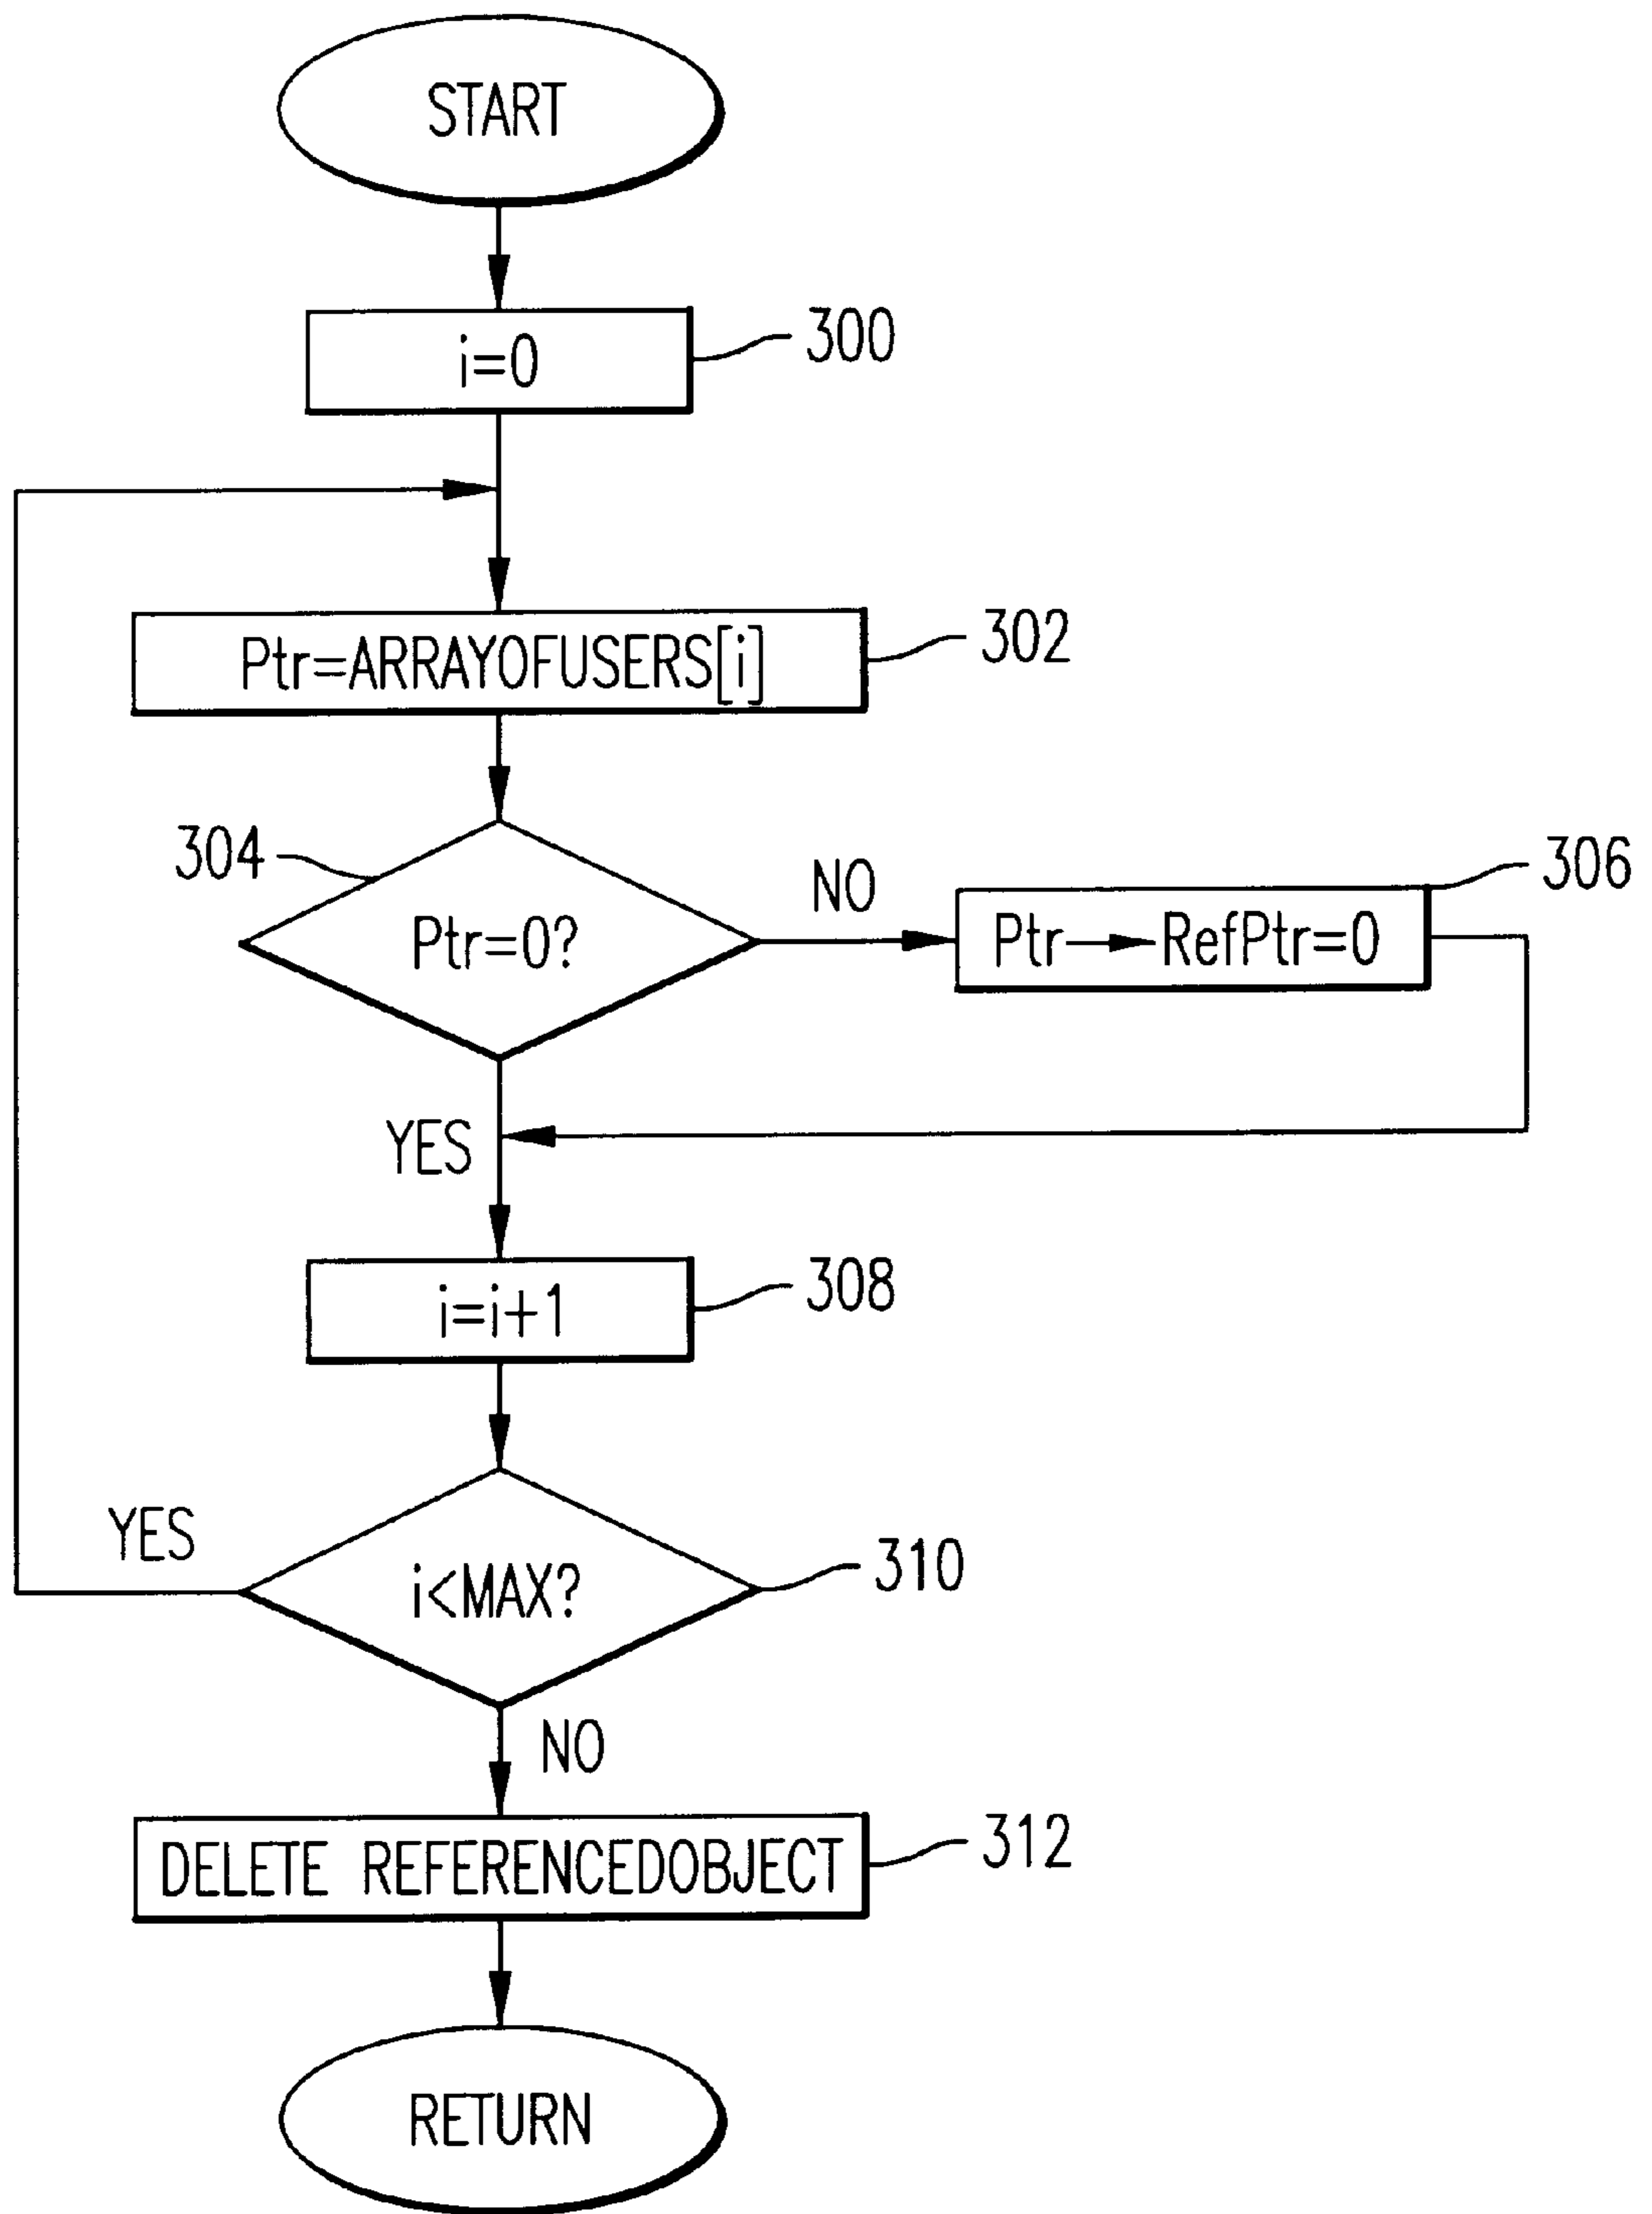 START
i=0
300
Ptr=ARRAYOFUSERS[i]
302
304
Ptr=0?
NO
Ptr→RefPtr=0
306
YES
i=i+1
308
YES
i<MAX?
310
NO
DELETE REFERENCEDOBJECT
312
RETURN